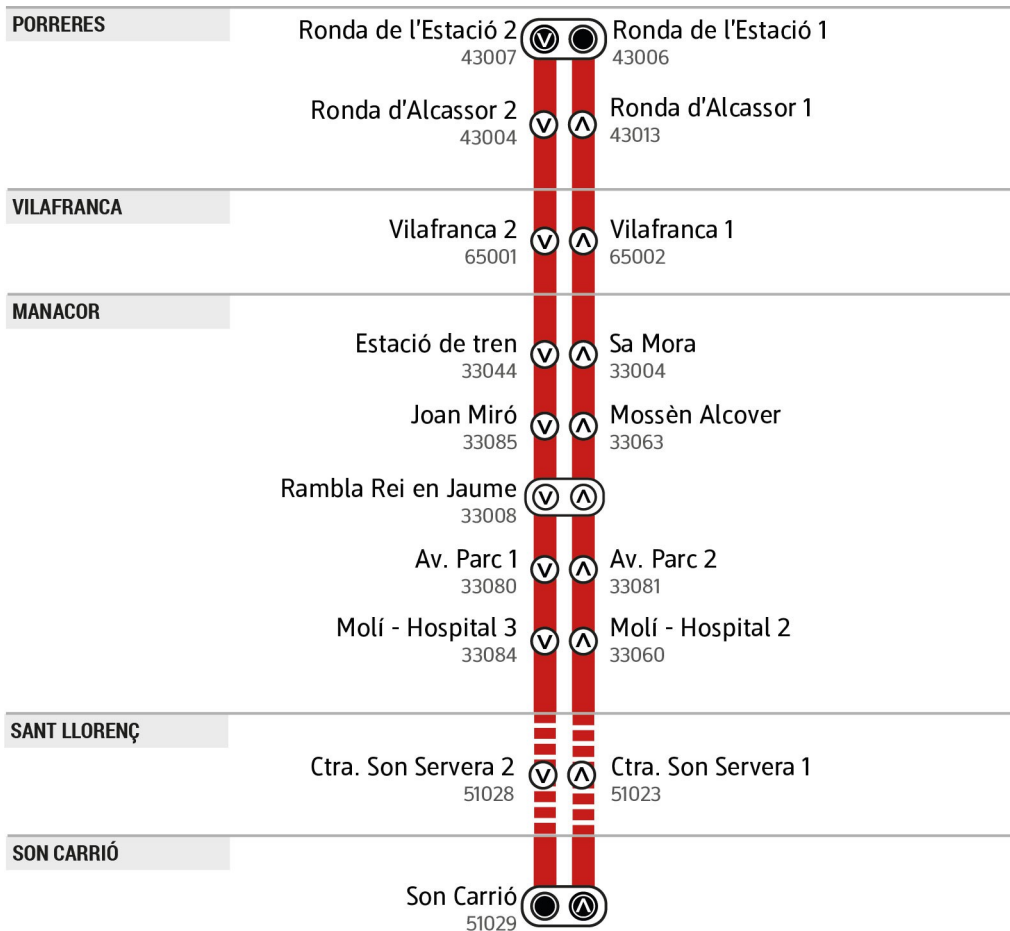 PORRERES
Ronda de l'Estació 2
43007
Ronda de l'Estació 1
43006
Ronda d'Alcassor 2
43004
Ronda d'Alcassor 1
43013
VILAFRANCA
Vilafranca 2
65001
Vilafranca 1
65002
MANACOR
Estació de tren
33044
Sa Mora
33004
Joan Miró
33085
Mossèn Alcover
33063
Rambla Rei en Jaume
33008
Av. Parc 1
33080
Av. Parc 2
33081
Molí - Hospital 3
33084
Molí - Hospital 2
33060
SANT LLORENÇ
Ctra. Son Servera 2
51028
Ctra. Son Servera 1
51023
SON CARRIÓ
Son Carrió
51029